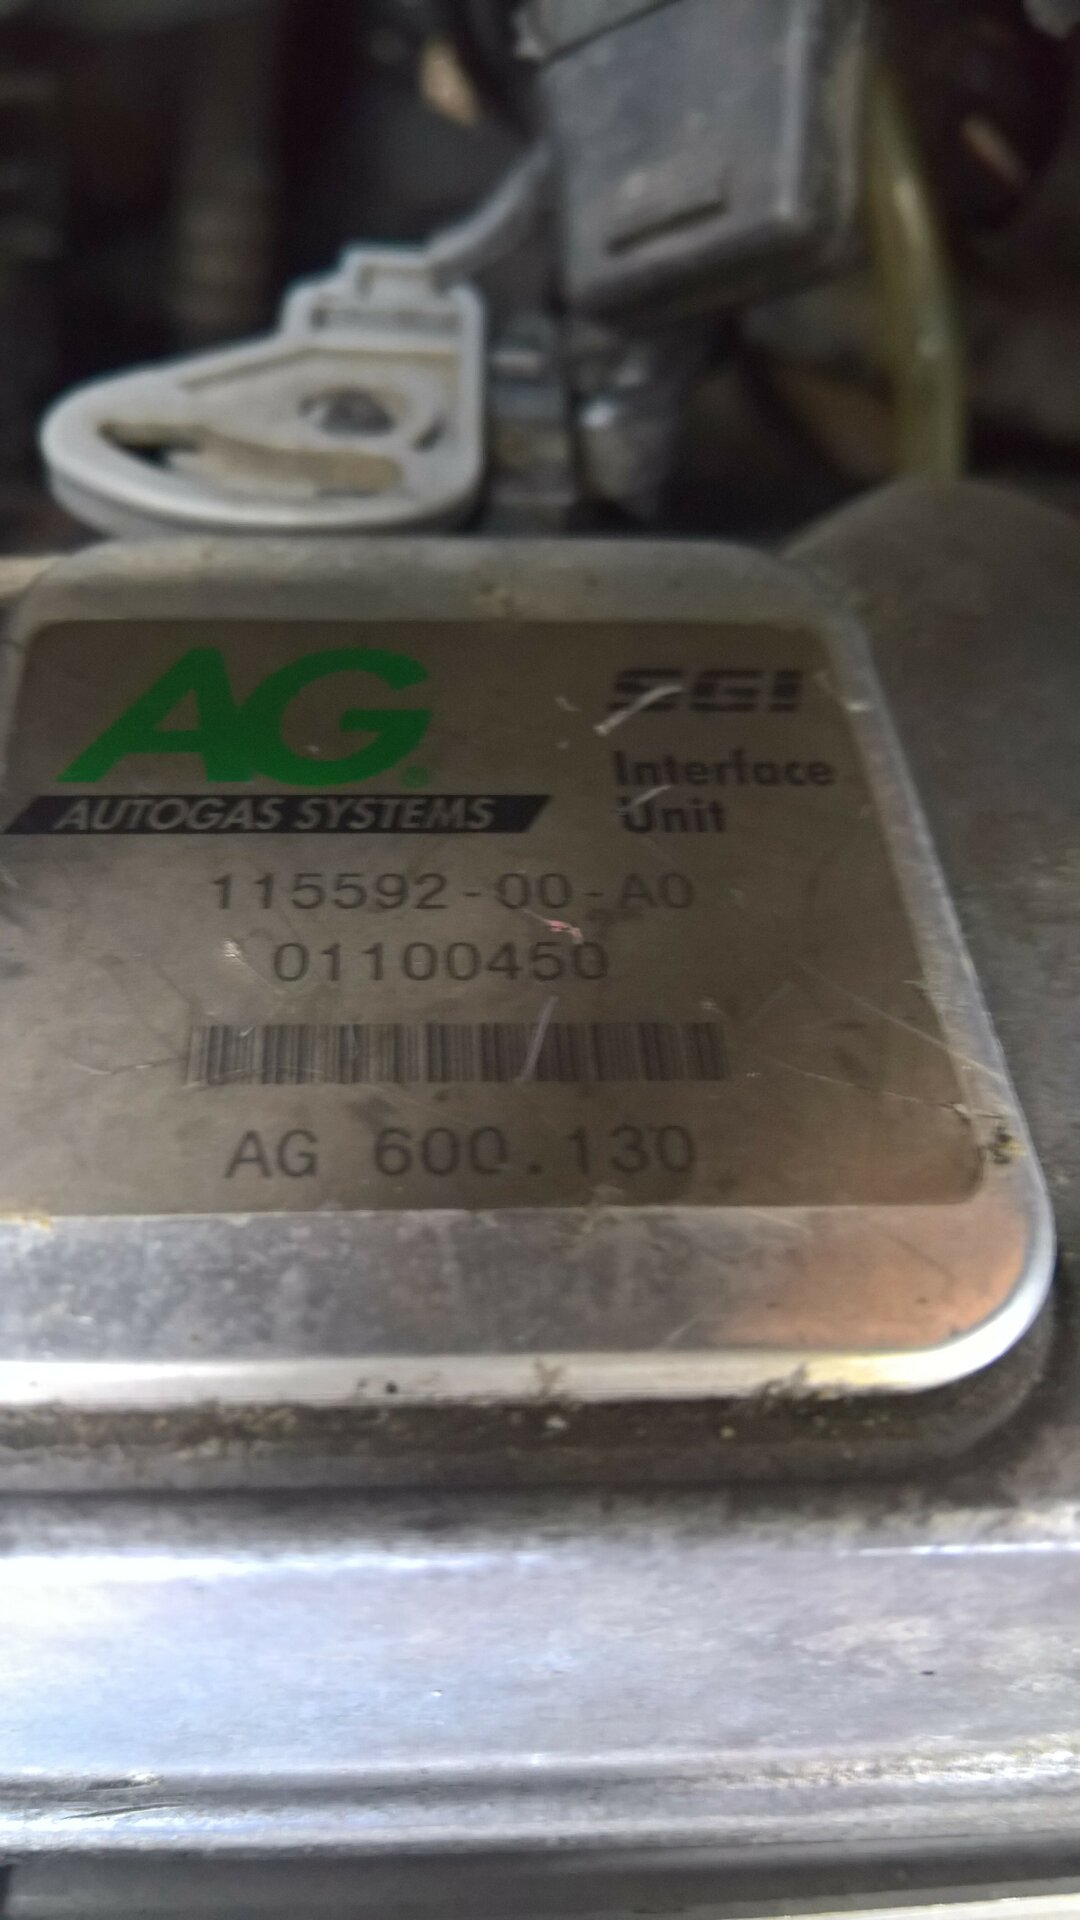 AG®
AUTOGAS SYSTEMS
SGI
Interface
Unit
115592-00-A0
01100450
AG 600.130